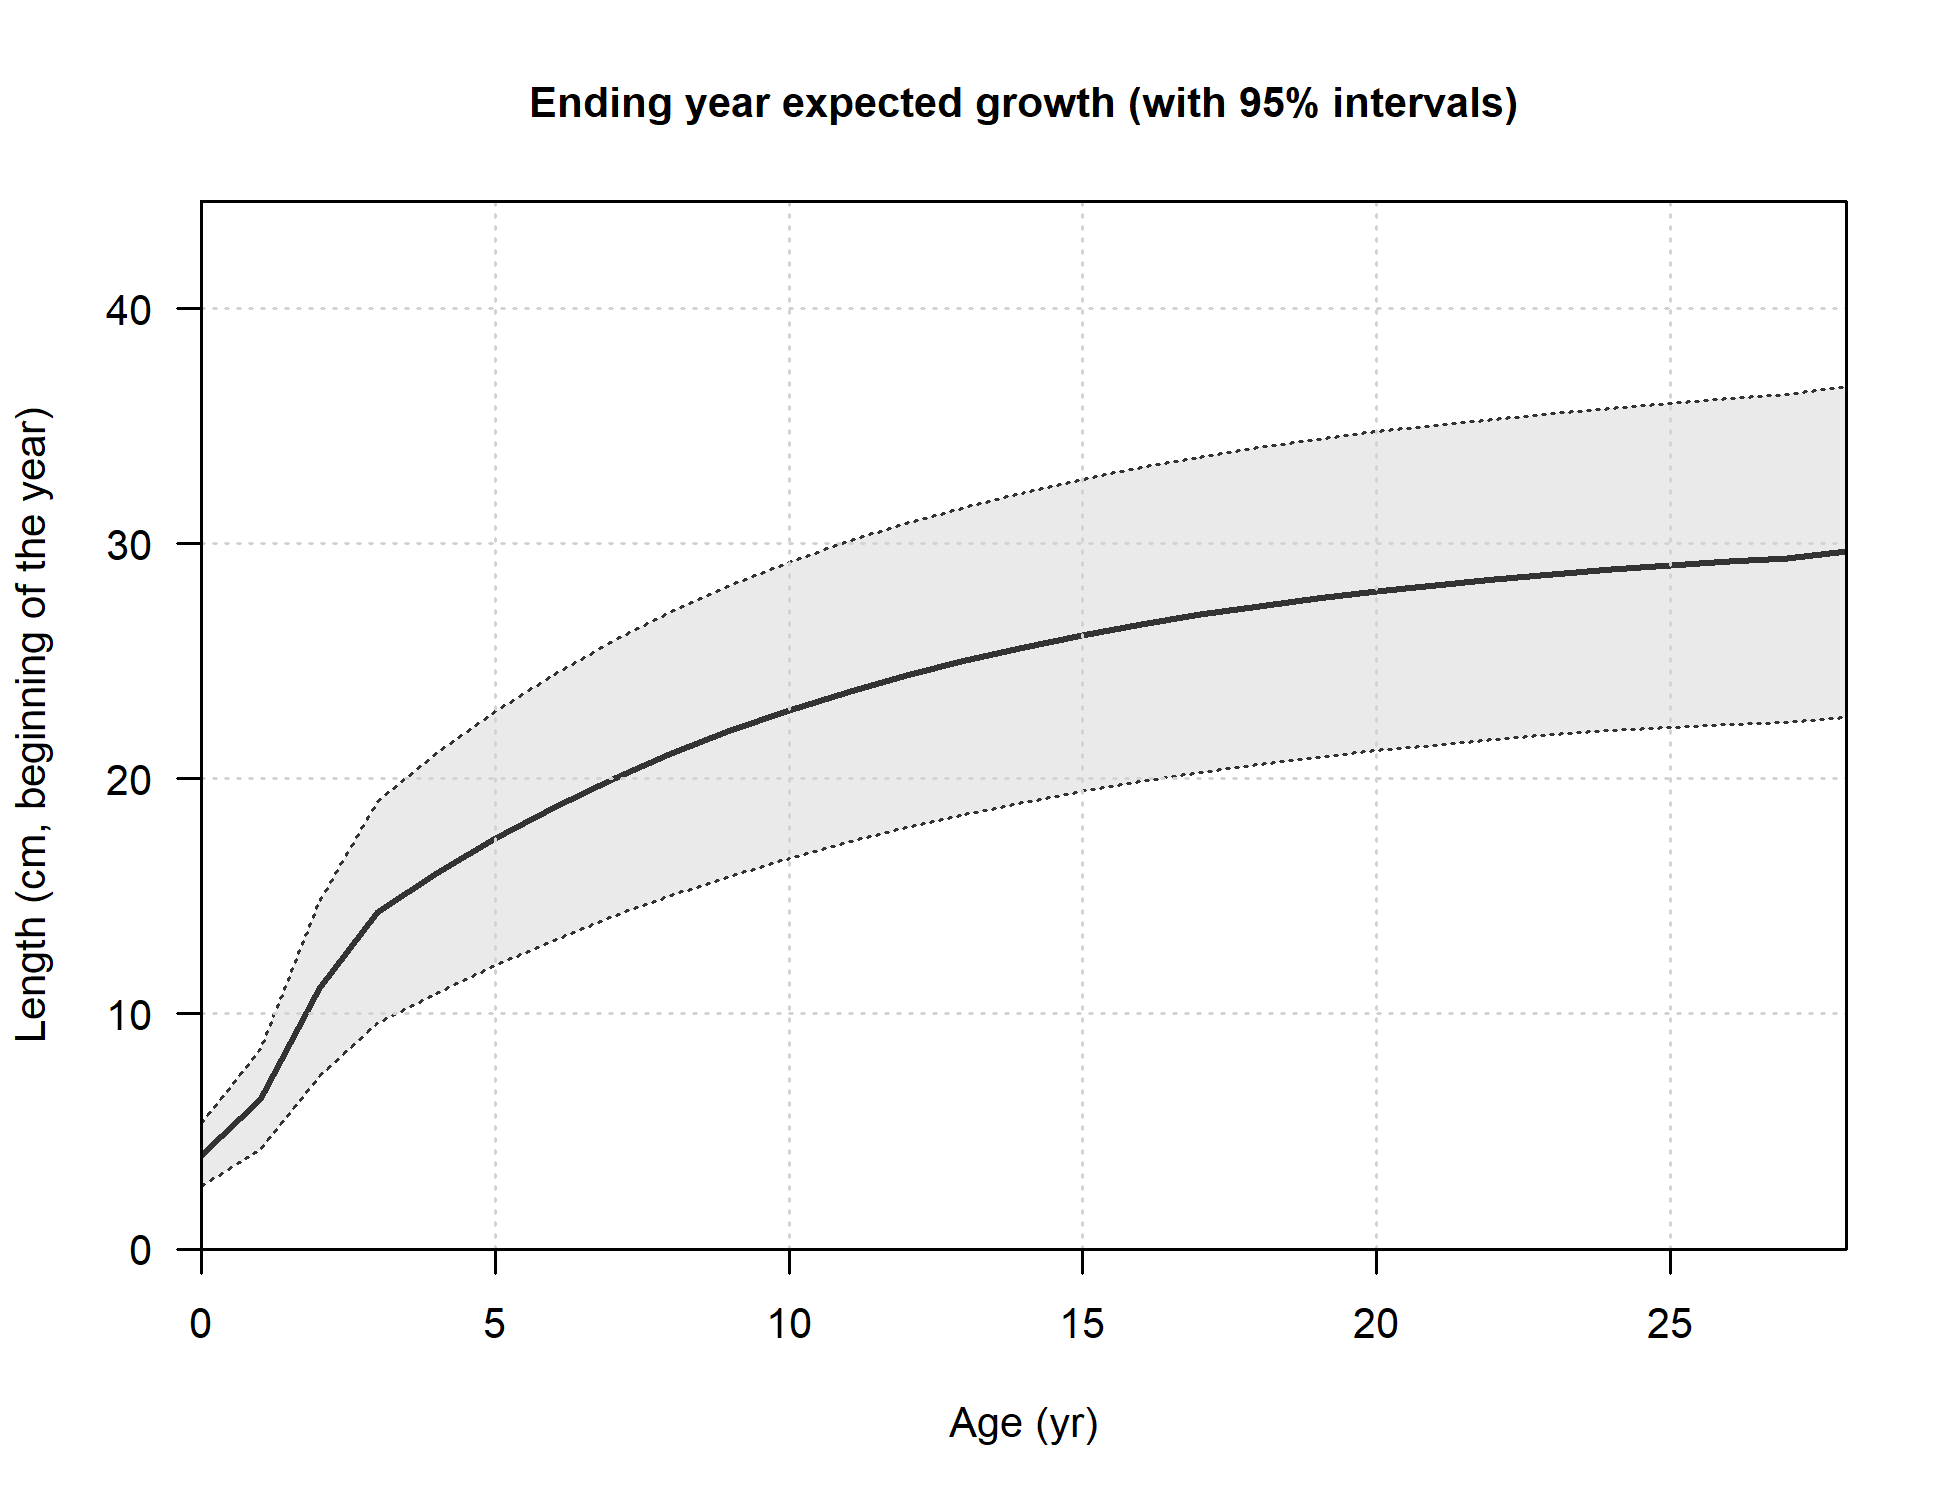 Ending year expected growth (with 95% intervals)
Length (cm, beginning of the year)
40
30
20
10
0
0 5 10 15 20 25
Age (yr)